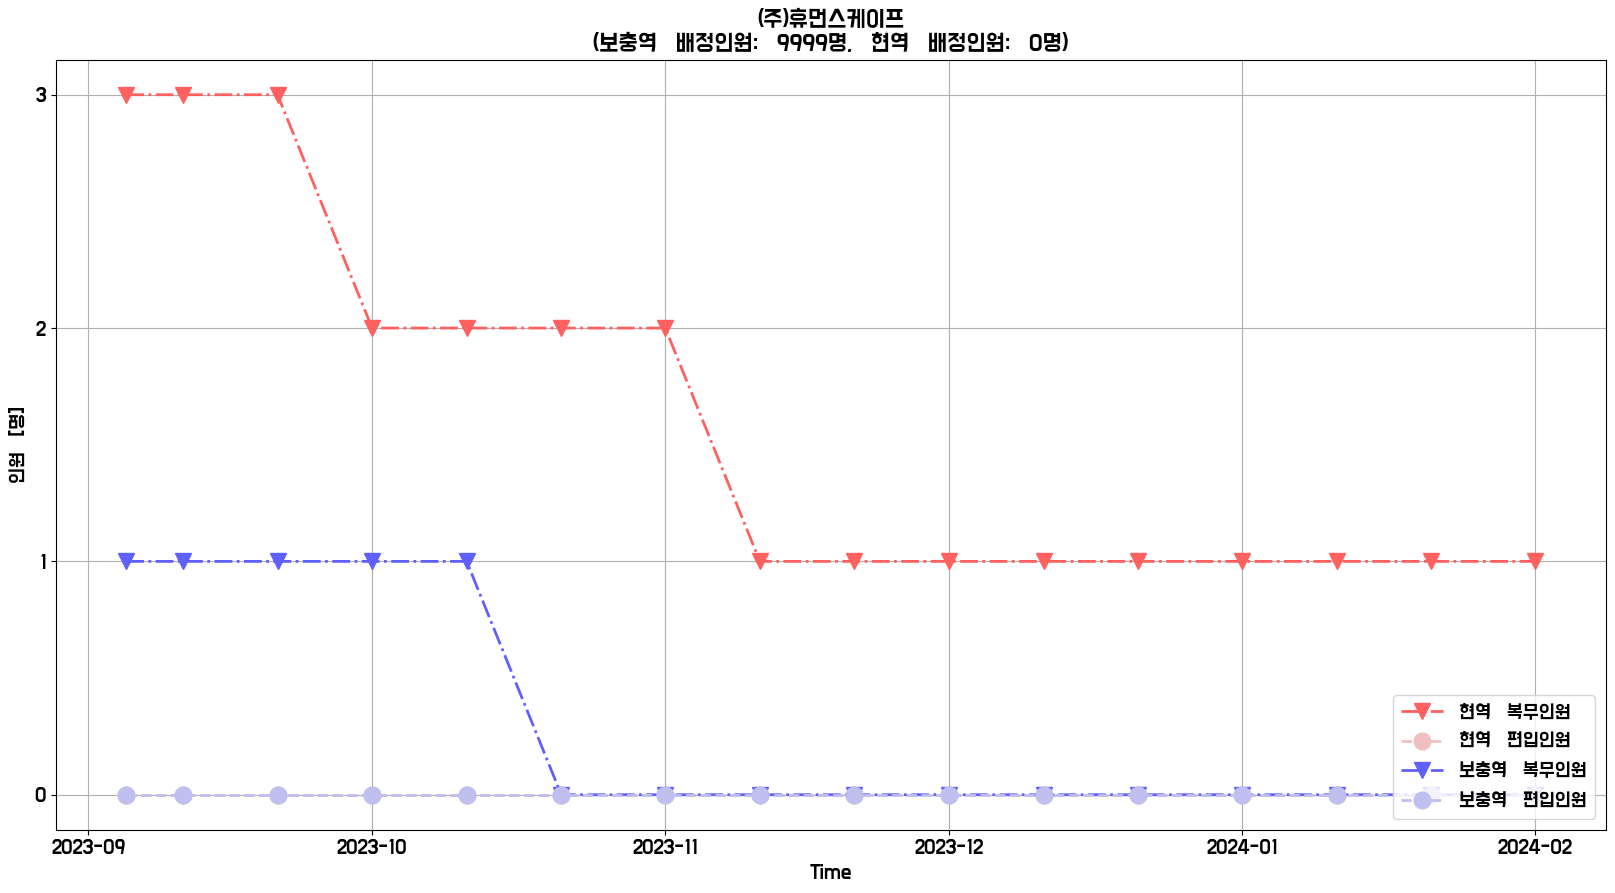 (주)휴먼스케이프
(보충역 배정인원: 9999명, 현역 배정인원: 0명)
3
2
1
0
인원 [명]
2023-09 2023-10 2023-11 2023-12 2024-01 2024-02
Time
현역 복무인원
현역 편입인원
보충역 복무인원
보충역 편입인원